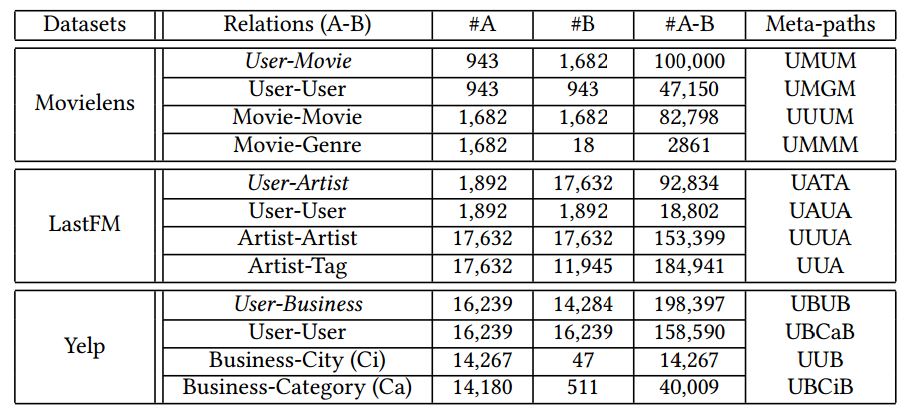 Datasets Relations (A-B) #A #B #A-B Meta-paths
User-Movie 943 1,682 100,000 UMUM
User-User 943 943 47,150 UMGM
Movielens
Movie-Movie 1,682 1,682 82,798 UUUM
Movie-Genre 1,682 18 2861 UMMM
User-Artist 1,892 17,632 92,834 UATA
User-User 1,892 1,892 18,802 UAUA
LastFM
Artist-Artist 17,632 17,632 153,399 UUUA
Artist-Tag 17,632 11,945 184,941 UUA
User-Business 16,239 14,284 198,397 UBUB
User-User 16,239 16,239 158,590 UBCaB
Yelp
Business-City (Ci) 14,267 47 14,267 UUB
Business-Category (Ca) 14,180 511 40,009 UBCiB